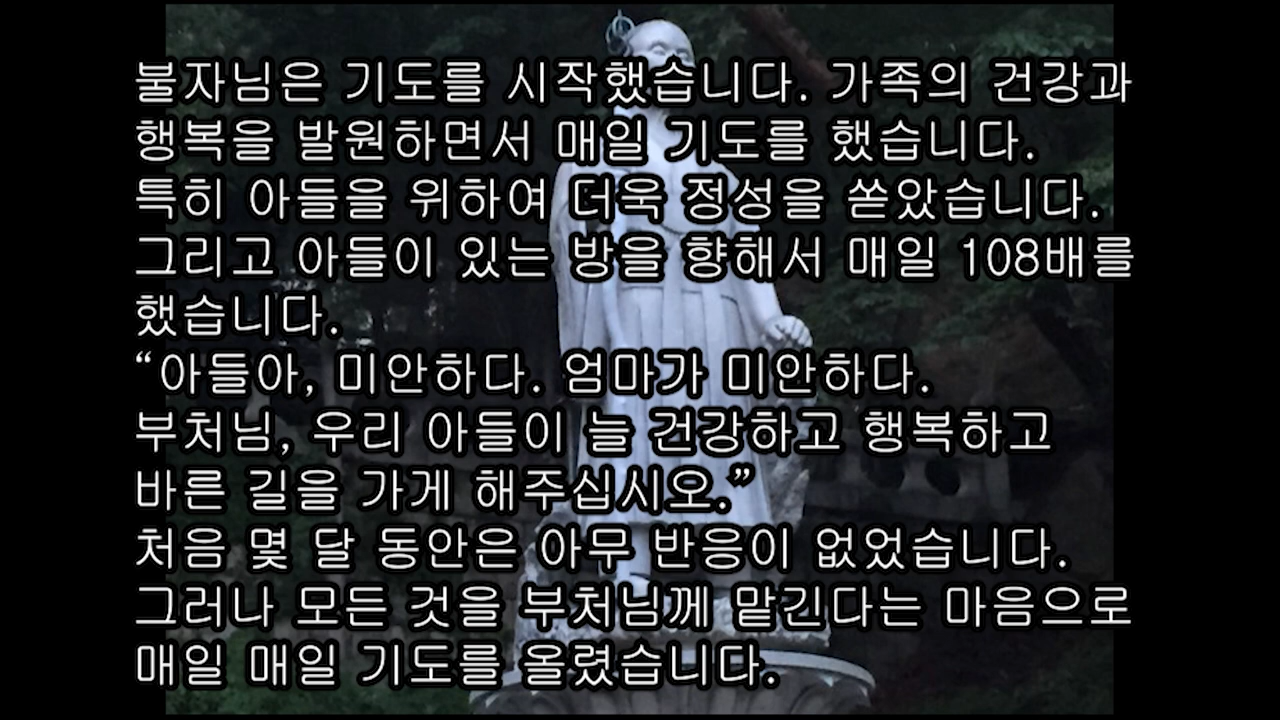 불자님은 기도를 시작했습니다. 가족의 건강과
행복을 발원하면서 매일 기도를 했습니다.
특히 아들을 위하여 더욱 정성을 쏟았습니다.
그리고 아들이 있는 방을 향해서 매일 108배를
했습니다.
“아들아, 미안하다. 엄마가 미안하다.
부처님, 우리 아들이 늘 건강하고 행복하고
바른 길을 가게 해주십시오.”
처음 몇 달 동안은 아무 반응이 없었습니다.
그러나 모든 것을 부처님께 맡긴다는 마음으로
매일 매일 기도를 올렸습니다.